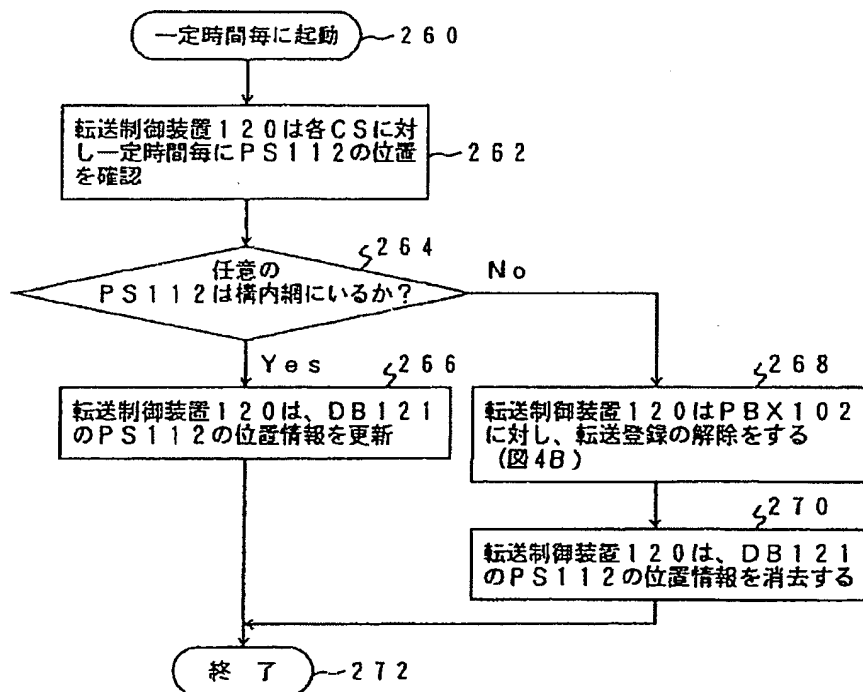 一定時間毎に起動
260
転送制御装置120は各CSに対
し一定時間毎にPS112の位置
を確認
262
264
任意の
PS112は構内網にいるか?
No
Yes
266
268
転送制御装置120は、DB121
のPS112の位置情報を更新
転送制御装置120はPBX102
に対し、転送登録の解除をする
(図4B)
270
転送制御装置120は、DB121
のPS112の位置情報を消去する
終了
272